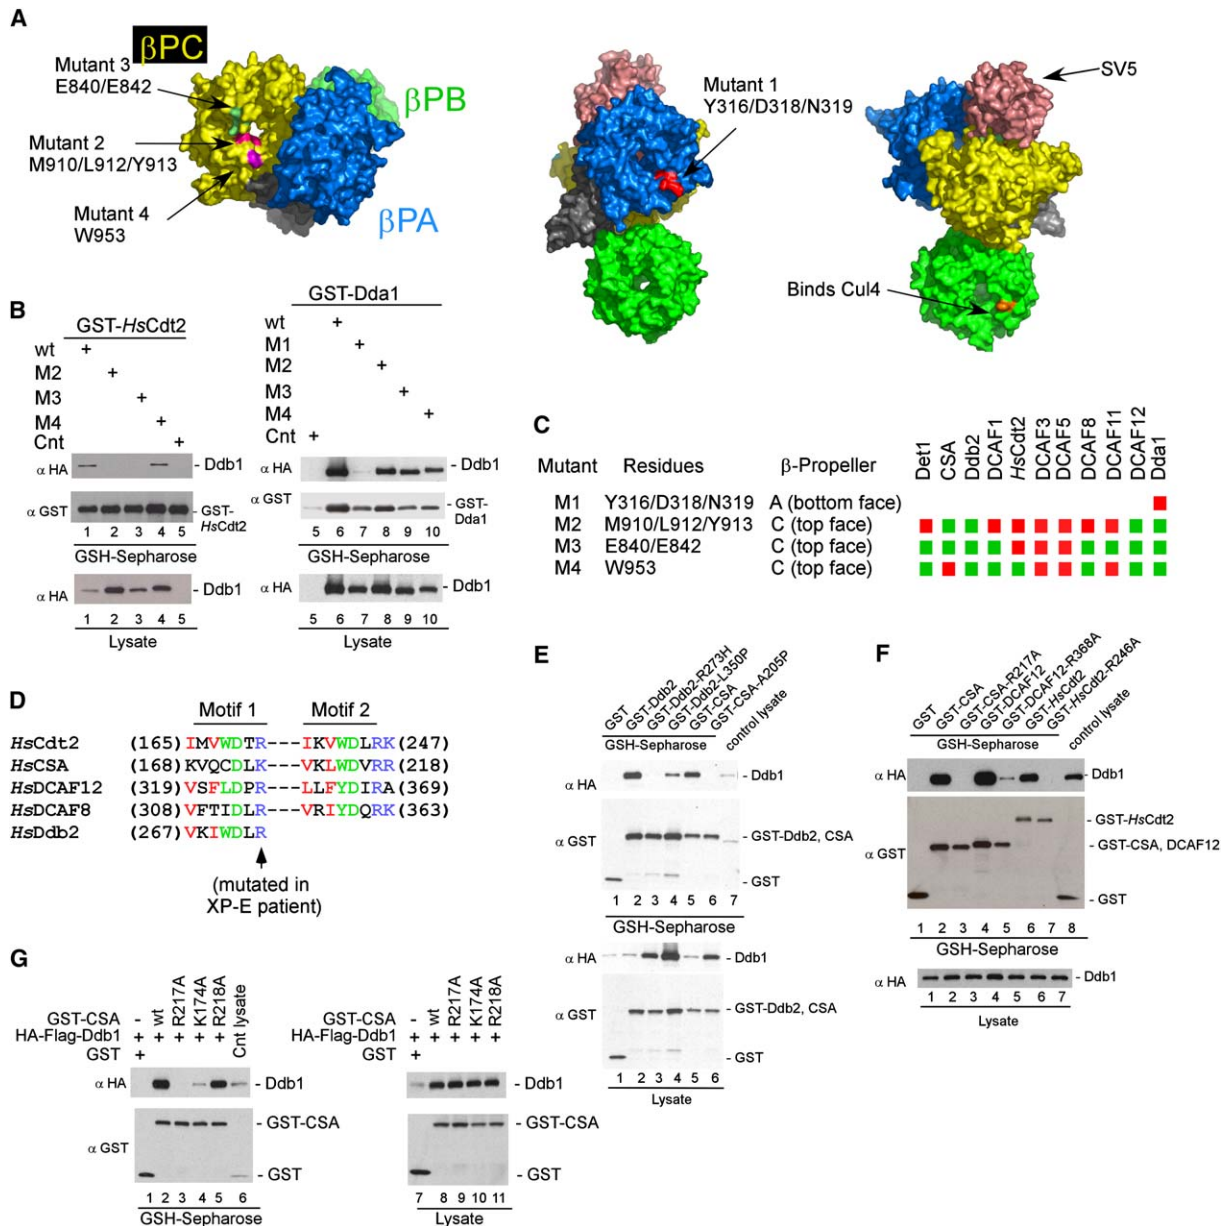 A
βPC
Mutant 3
E840/E842
Mutant 2
M910/L912/Y913
Mutant 4
W953
βPB
βPA
Mutant 1
Y316/D318/N319
SV5
Binds Cul4
B
GST-HsCdt2
wt +
M2 +
M3 +
M4 +
Cnt +
α HA - Ddb1
α GST - GST-HsCdt2
1 2 3 4 5
GSH-Sepharose
α HA - Ddb1
1 2 3 4 5
Lysate
GST-Dda1
wt +
M1 +
M2 +
M3 +
M4 +
Cnt +
α HA - Ddb1
α GST - GST-Dda1
5 6 7 8 9 10
GSH-Sepharose
α HA - Ddb1
5 6 7 8 9 10
Lysate
C
Mutant Residues β-Propeller Det1 CSA Ddb2 DCAF1 HsCdt2 DCAF3 DCAF5 DCAF8 DCAF11 DCAF12 Dda1
M1 Y316/D318/N319 A (bottom face)
M2 M910/L912/Y913 C (top face)
M3 E840/E842 C (top face)
M4 W953 C (top face)
D
Motif 1 Motif 2
HsCdt2 (165) IMVWDTR----IKVWDLRK (247)
HsCSA (168) KVQCDLK---VKLWDVRR (218)
HsDCAF12 (319) VSFLDPR---LLFYDIRA (369)
HsDCAF8 (308) VFTIDLR---VRIYDQRK (363)
HsDdb2 (267) VKIWDLR
(mutated in
XP-E patient)
E
GST GST-Ddb2 GST-Ddb2-R273H GST-Ddb2-L350P GST-CSA GST-CSA-A205P control lysate
GSH-Sepharose
α HA - Ddb1
α GST - GST-Ddb2, CSA
- GST
1 2 3 4 5 6 7
GSH-Sepharose
α HA - Ddb1
α GST - GST-Ddb2, CSA
- GST
1 2 3 4 5 6
Lysate
F
GST GST-CSA GST-CSA-R217A GST-DCAF12 GST-DCAF12-R368A GST-HsCdt2 GST-HsCdt2-R246A control lysate
GSH-Sepharose
α HA - Ddb1
- GST-HsCdt2
α GST - GST-CSA, DCAF12
- GST
1 2 3 4 5 6 7 8
GSH-Sepharose
α HA - Ddb1
1 2 3 4 5 6 7
Lysate
G
GST-CSA - wt R217A K174A R218A Cnt lysate
HA-Flag-Ddb1 + + + + +
GST +
α HA - Ddb1
α GST - GST-CSA
- GST
1 2 3 4 5 6
GSH-Sepharose
GST-CSA - wt R217A K174A R218A
HA-Flag-Ddb1 + + + + +
GST +
- Ddb1
- GST-CSA
- GST
7 8 9 10 11
Lysate